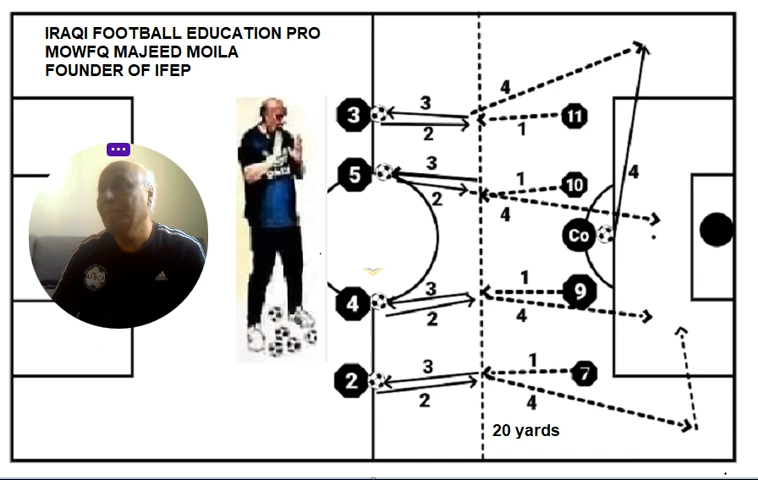 IRAQI FOOTBALL EDUCATION PRO
MOWFQ MAJEED MOILA
FOUNDER OF IFEP
4
3 3 2 1 11
5 3 2 1 10
4 4
Co
4 3 2 1 9
4
2 3 2 1 7
4
20 yards